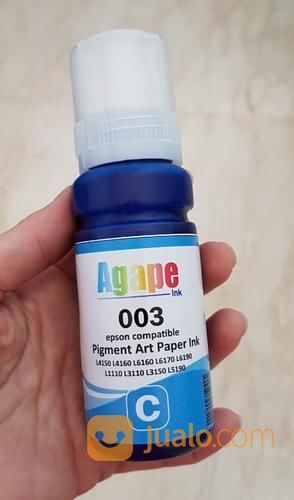 Agape
Ink
003
epson compatible
Pigment Art Paper Ink
L4150 L4160 L6160 L6170 L6190
L1110 L3110 L3150 L5190
C
jualo.com